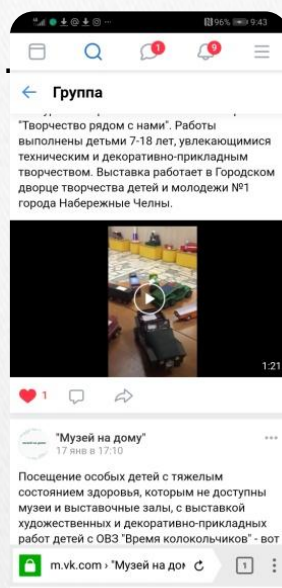 96% 9:43
9
Группа
"Творчество рядом с нами". Работы
выполнены детьми 7-18 лет, увлекающимися
техническим и декоративно-прикладным
творчеством. Выставка работает в Городском
дворце творчества детей и молодежи №1
города Набережные Челны.
1:21
1
"Музей на дому"
17 янв в 17:10
Посещение особых детей с тяжелым
состоянием здоровья, которым не доступны
музеи и выставочные залы, с выставкой
художественных и декоративно-прикладных
работ детей с ОВЗ "Время колокольчиков" - вот
m.vk.com › "Музей на дом
1